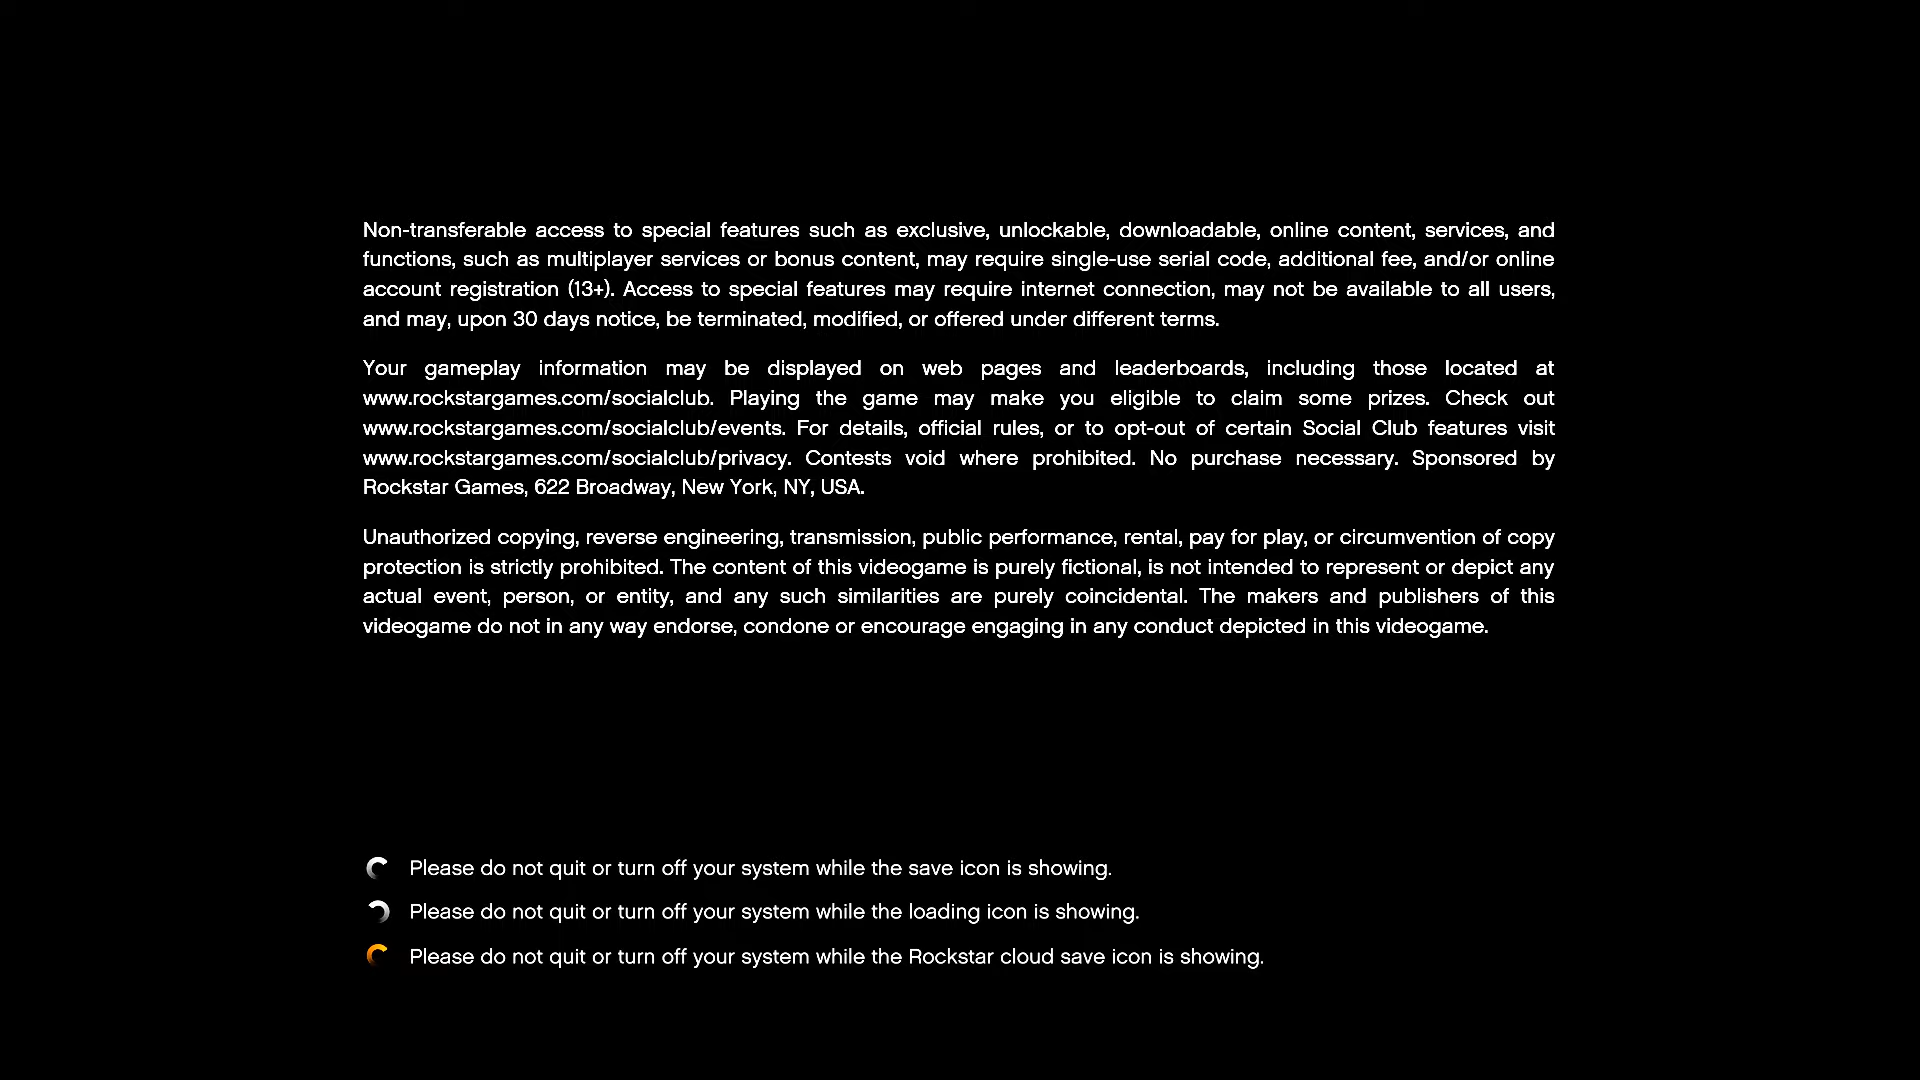 Non-transferable access to special features such as exclusive, unlockable, downloadable, online content, services, and
functions, such as multiplayer services or bonus content, may require single-use serial code, additional fee, and/or online
account registration (13+). Access to special features may require internet connection, may not be available to all users,
and may, upon 30 days notice, be terminated, modified, or offered under different terms.
Your gameplay information may be displayed on web pages and leaderboards, including those located at
www.rockstargames.com/socialclub. Playing the game may make you eligible to claim some prizes. Check out
www.rockstargames.com/socialclub/events. For details, official rules, or to opt-out of certain Social Club features visit
www.rockstargames.com/socialclub/privacy. Contests void where prohibited. No purchase necessary. Sponsored by
Rockstar Games, 622 Broadway, New York, NY, USA.
Unauthorized copying, reverse engineering, transmission, public performance, rental, pay for play, or circumvention of copy
protection is strictly prohibited. The content of this videogame is purely fictional, is not intended to represent or depict any
actual event, person, or entity, and any such similarities are purely coincidental. The makers and publishers of this
videogame do not in any way endorse, condone or encourage engaging in any conduct depicted in this videogame.
Please do not quit or turn off your system while the save icon is showing.
Please do not quit or turn off your system while the loading icon is showing.
Please do not quit or turn off your system while the Rockstar cloud save icon is showing.